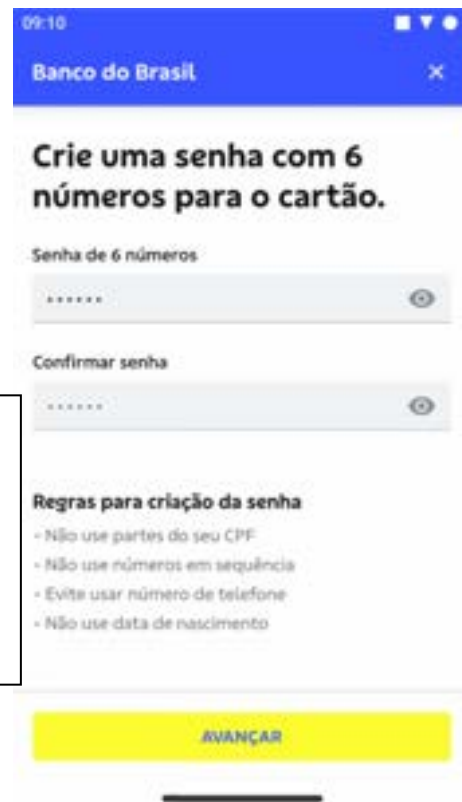 09:10
Banco do Brasil
Crie uma senha com 6
números para o cartão.
Senha de 6 números
Confirmar senha
Regras para criação da senha
- Não use partes do seu CPF
- Não use números em sequência
- Evite usar número de telefone
- Não use data de nascimento
AVANÇAR